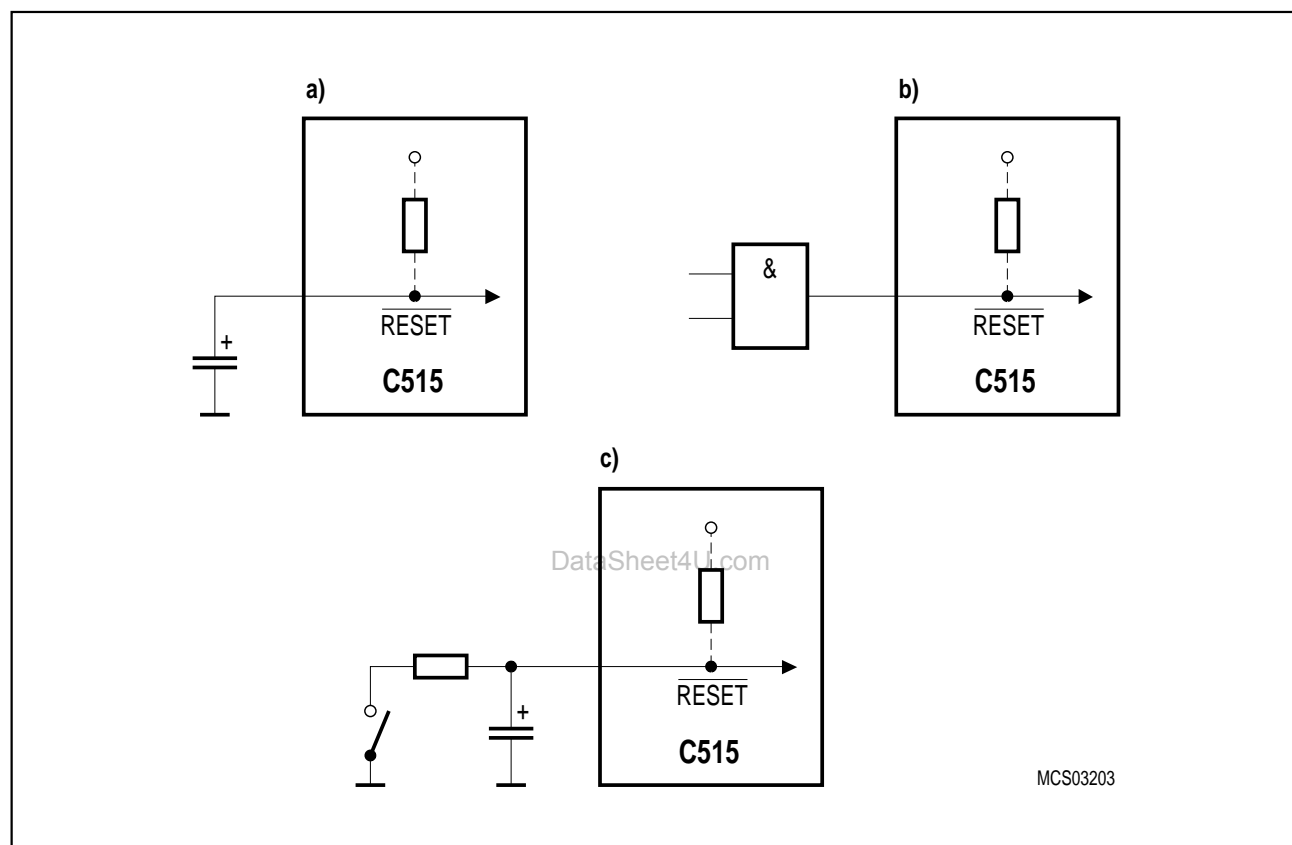 a)
b)
+
RESET
C515
&
RESET
C515
c)
DataSheet4U.com
+
RESET
C515
MCS03203